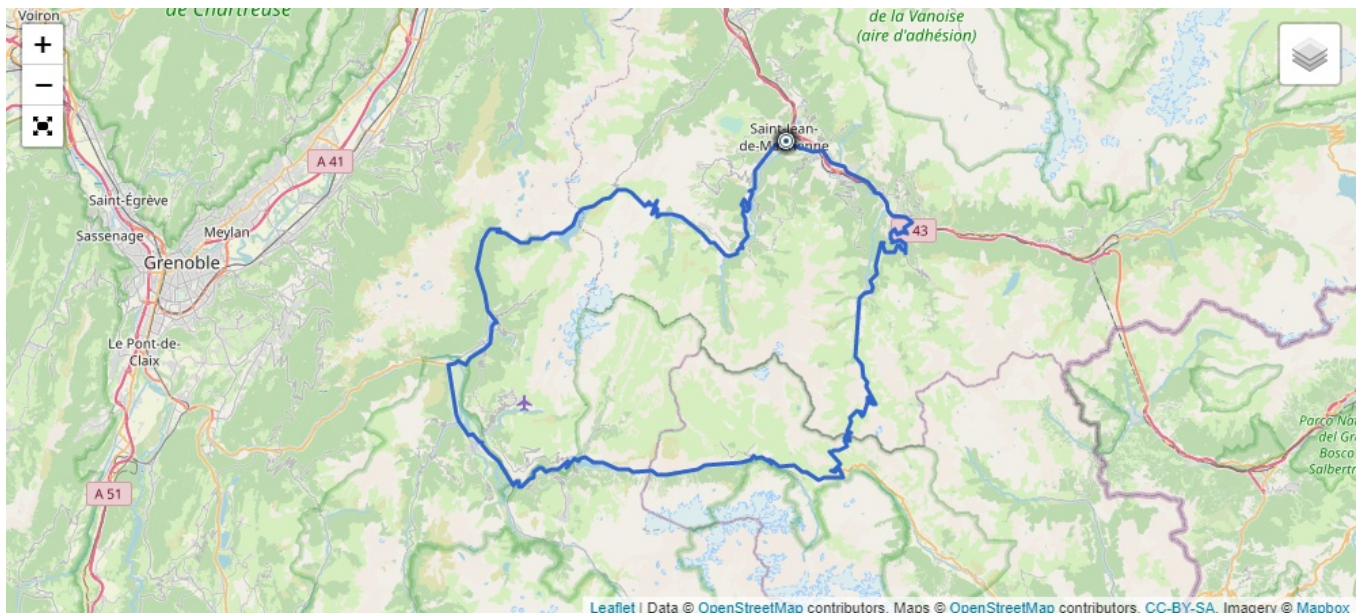 de Chartreuse
Voiron
+
−
de la Vanoise
(aire d'adhésion)
Saint-Jean-
de-Maurienne
A 41
Saint-Égrève
Sassenage
Meylan
Grenoble
43
Le Pont-de-
Claix
A 51
Parco Na
del Gr
Bosco
Salbertr
Leaflet | Data © OpenStreetMap contributors, Maps © OpenStreetMap contributors, CC-BY-SA, Imagery © Mapbox